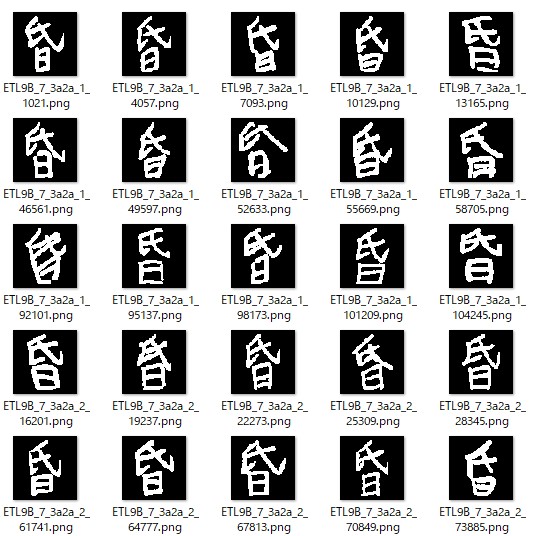 昏 昏 昏 昏 昏
ETL9B_7_3a2a_1_ ETL9B_7_3a2a_1_ ETL9B_7_3a2a_1_ ETL9B_7_3a2a_1_ ETL9B_7_3a2a_1_
1021.png 4057.png 7093.png 10129.png 13165.png
昏 昏 昏 昏 昏
ETL9B_7_3a2a_1_ ETL9B_7_3a2a_1_ ETL9B_7_3a2a_1_ ETL9B_7_3a2a_1_ ETL9B_7_3a2a_1_
46561.png 49597.png 52633.png 55669.png 58705.png
昏 昏 昏 昏 昏
ETL9B_7_3a2a_1_ ETL9B_7_3a2a_1_ ETL9B_7_3a2a_1_ ETL9B_7_3a2a_1_ ETL9B_7_3a2a_1_
92101.png 95137.png 98173.png 101209.png 104245.png
昏 昏 昏 昏 昏
ETL9B_7_3a2a_2_ ETL9B_7_3a2a_2_ ETL9B_7_3a2a_2_ ETL9B_7_3a2a_2_ ETL9B_7_3a2a_2_
16201.png 19237.png 22273.png 25309.png 28345.png
昏 昏 昏 昏 昏
ETL9B_7_3a2a_2_ ETL9B_7_3a2a_2_ ETL9B_7_3a2a_2_ ETL9B_7_3a2a_2_ ETL9B_7_3a2a_2_
61741.png 64777.png 67813.png 70849.png 73885.png